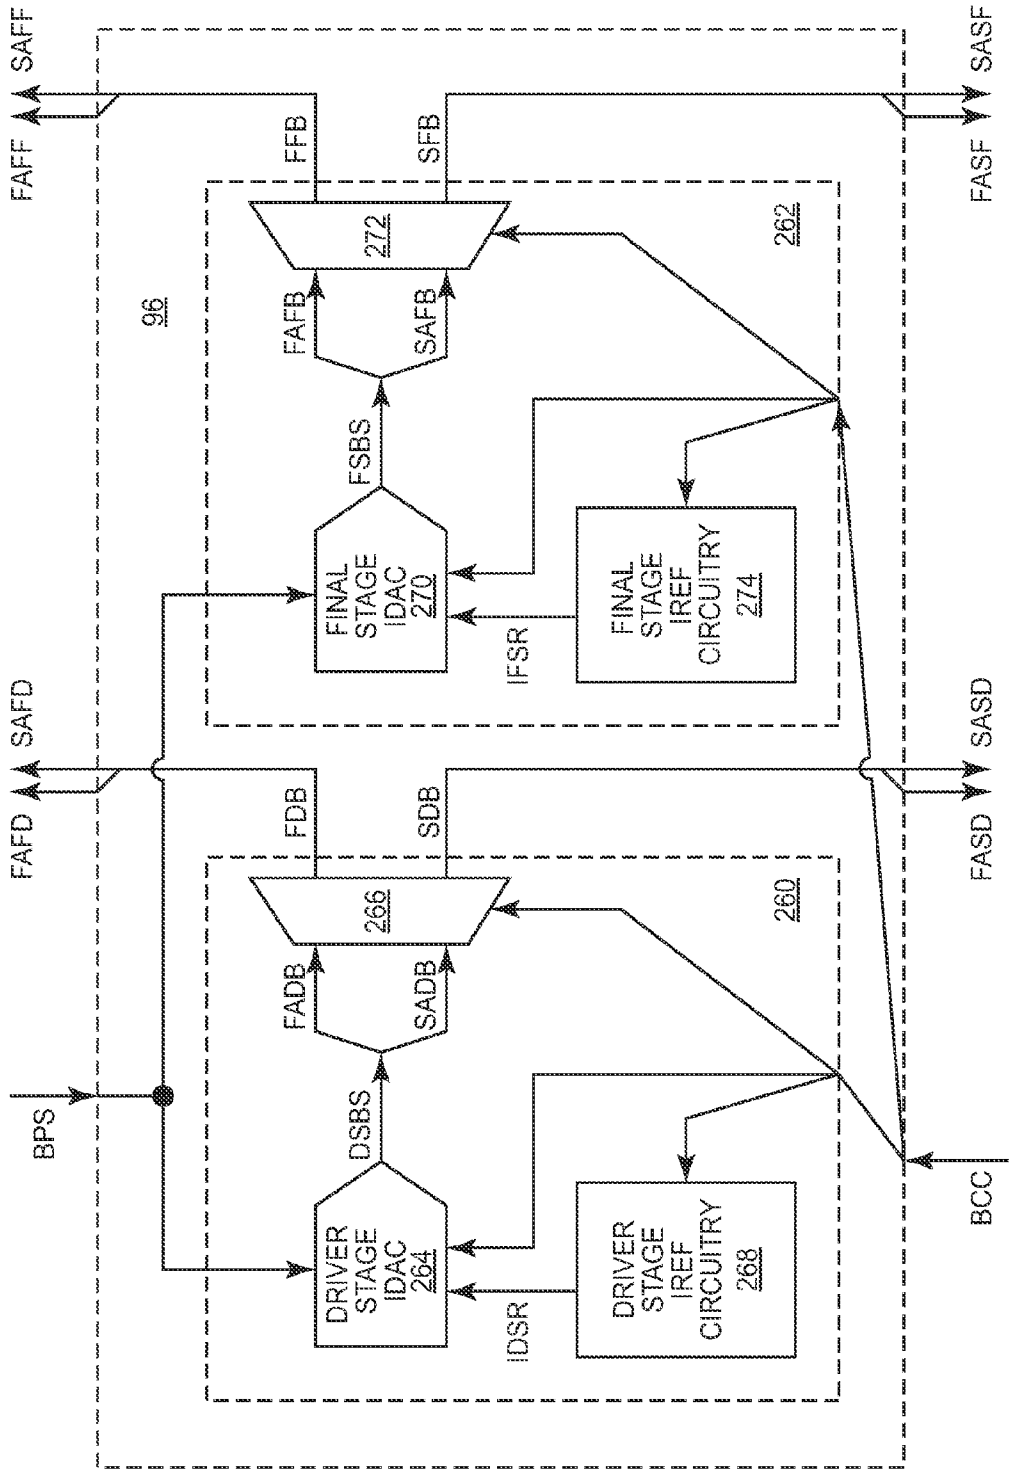 BPS
FAFD
SAFD
FAFF
SAFF
96
DRIVER
STAGE
IDAC
264
DSBS
FADB
SADB
266
FDB
SDB
IDSR
DRIVER
STAGE
IREF
CIRCUITRY
268
260
FINAL
STAGE
IDAC
270
FSBS
FAFB
SAFB
272
FFB
SFB
IFSR
FINAL
STAGE
IREF
CIRCUITRY
274
262
BCC
FASD
SASD
FASF
SASF